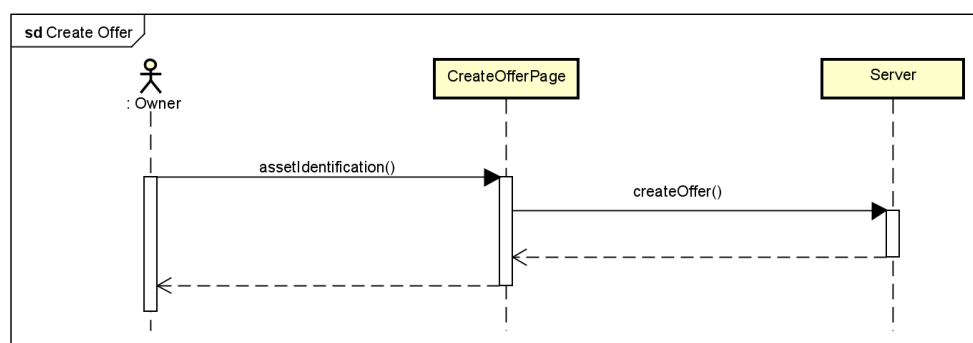 sd Create Offer
: Owner
CreateOfferPage
Server
assetIdentification()
createOffer()